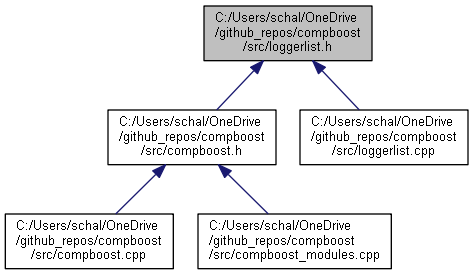 C:/Users/schal/OneDrive
/github_repos/compboost
/src/loggerlist.h
C:/Users/schal/OneDrive
/github_repos/compboost
/src/compboost.h
C:/Users/schal/OneDrive
/github_repos/compboost
/src/loggerlist.cpp
C:/Users/schal/OneDrive
/github_repos/compboost
/src/compboost.cpp
C:/Users/schal/OneDrive
/github_repos/compboost
/src/compboost_modules.cpp